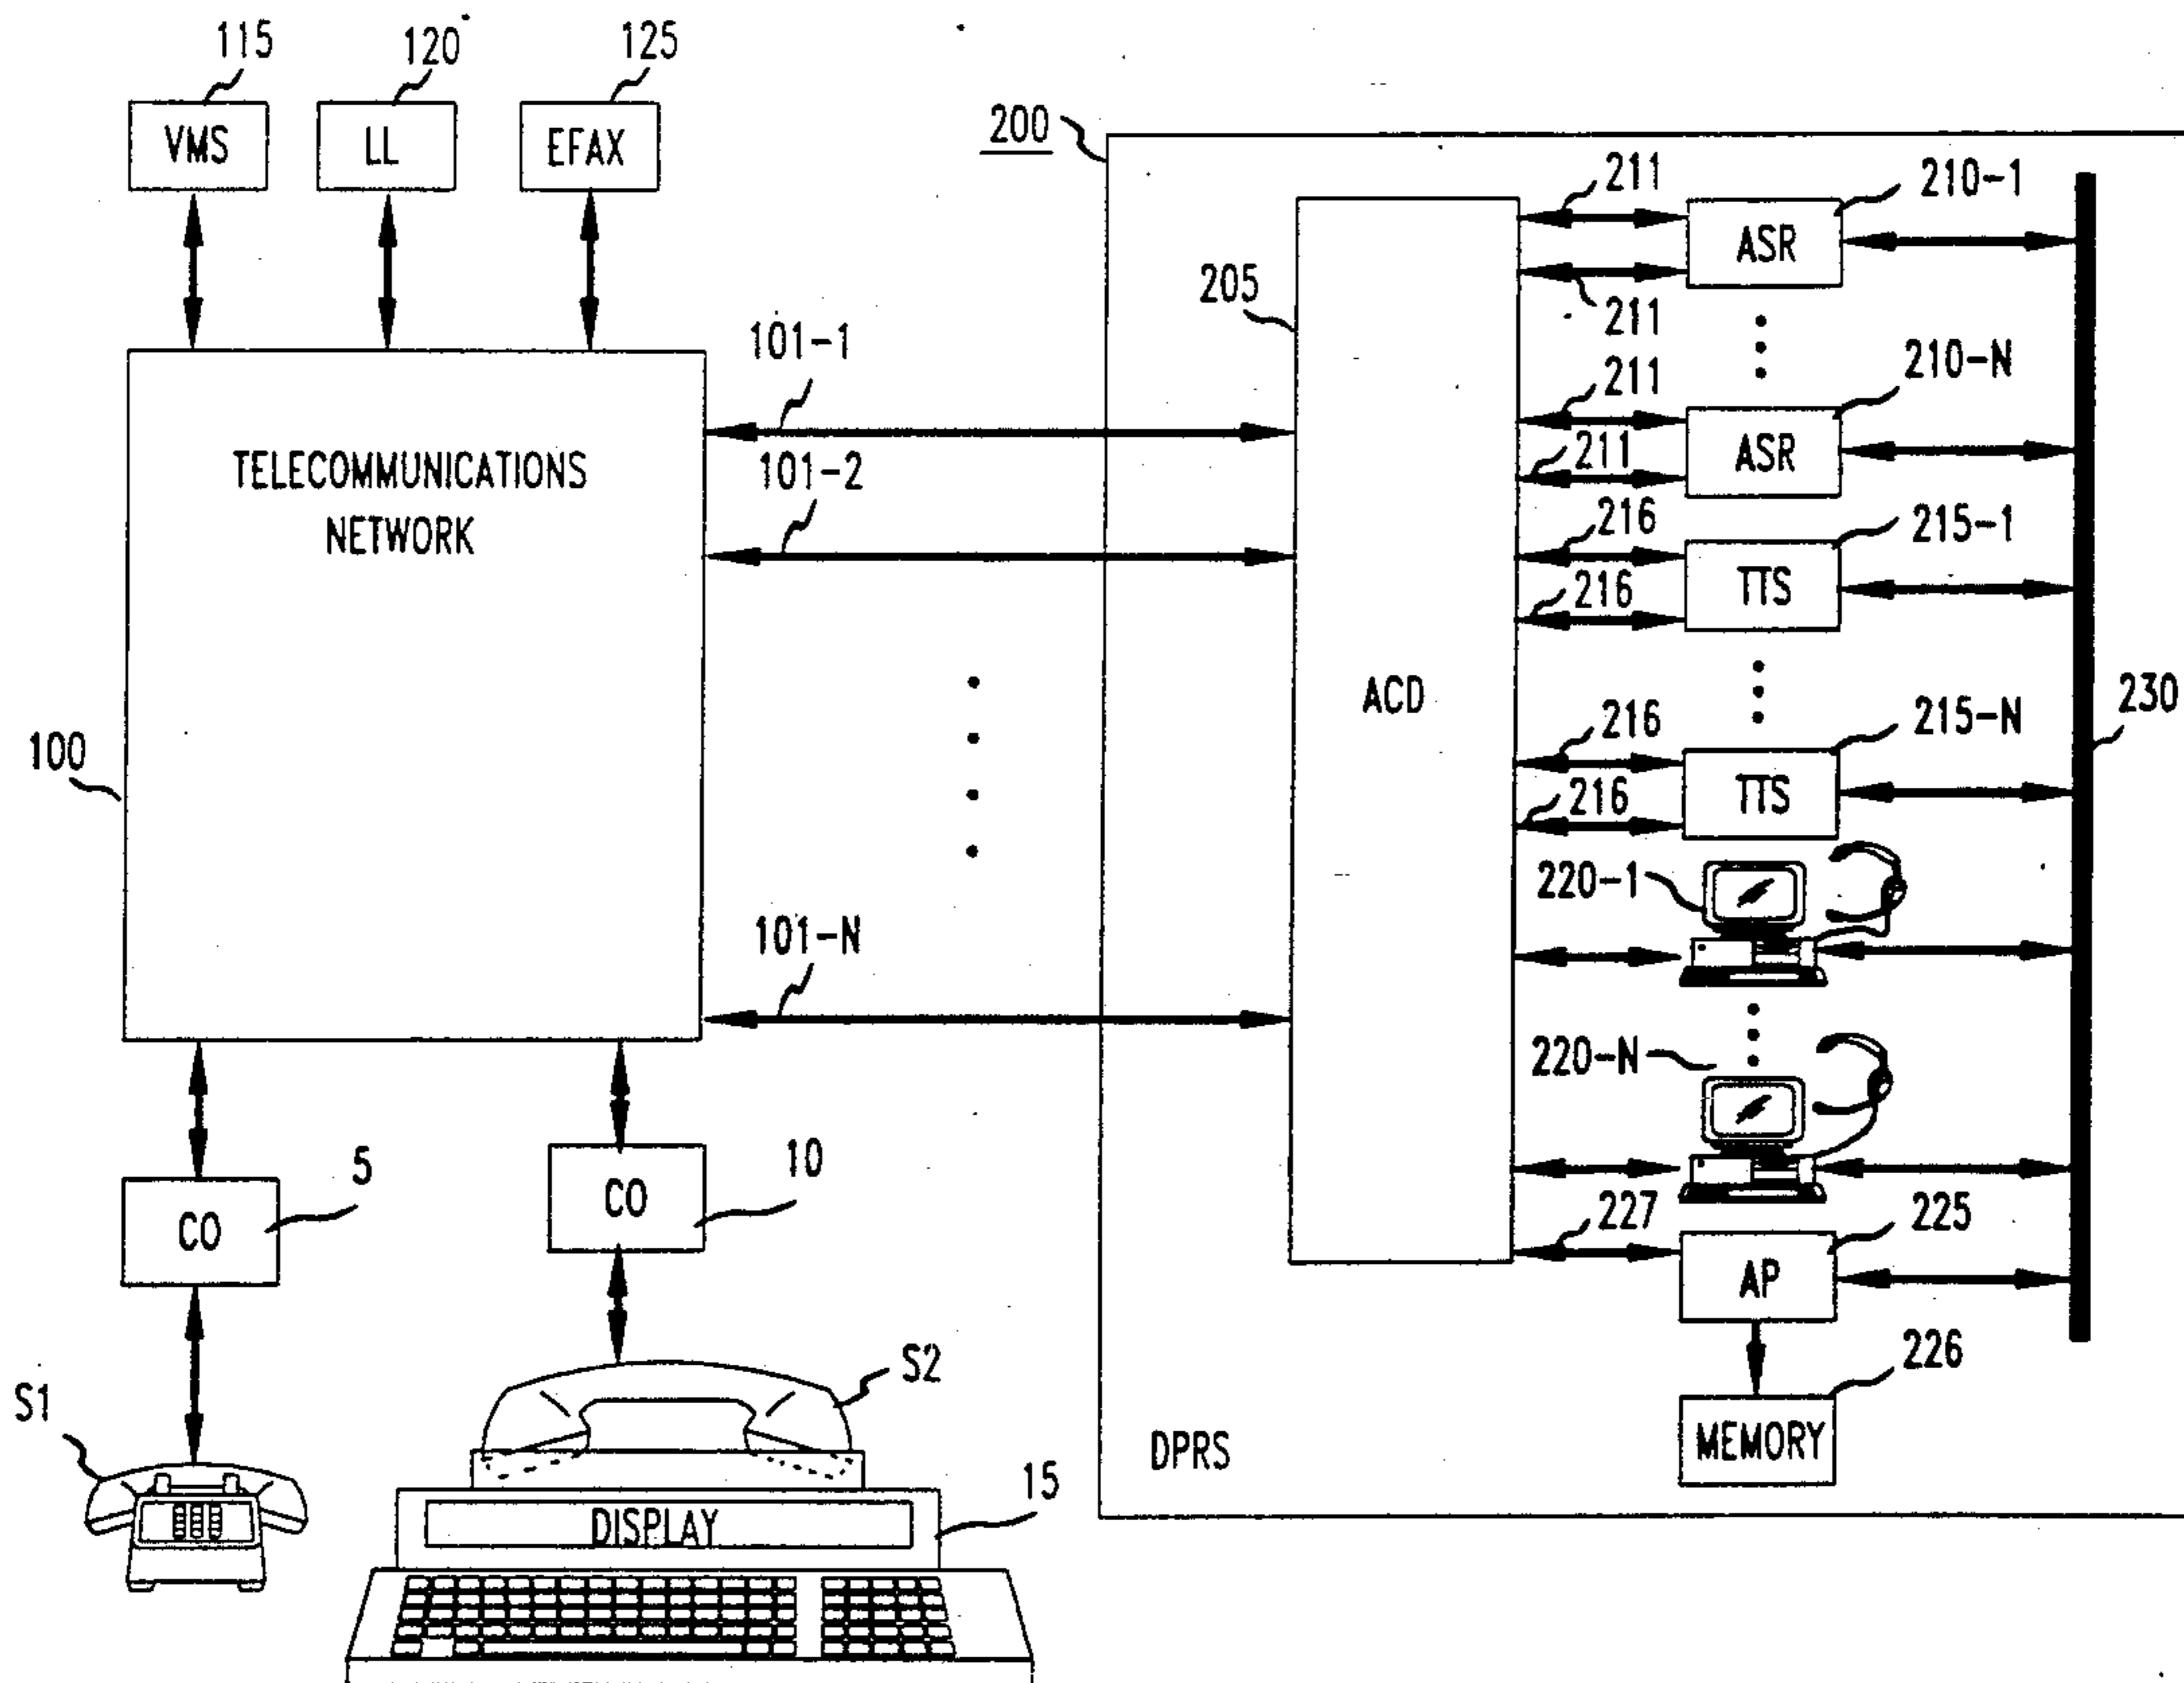 115
120
125
VMS
LL
EFAX
200
211
210-1
ASR
205
211
101-1
211
210-N
TELECOMMUNICATIONS
NETWORK
101-2
211
ASR
216
215-1
216
TTS
ACD
230
100
216
215-N
216
TTS
220-1
101-N
220-N
5
CO
10
CO
227
225
AP
226
S1
S2
DPRS
MEMORY
15
DISPLAY